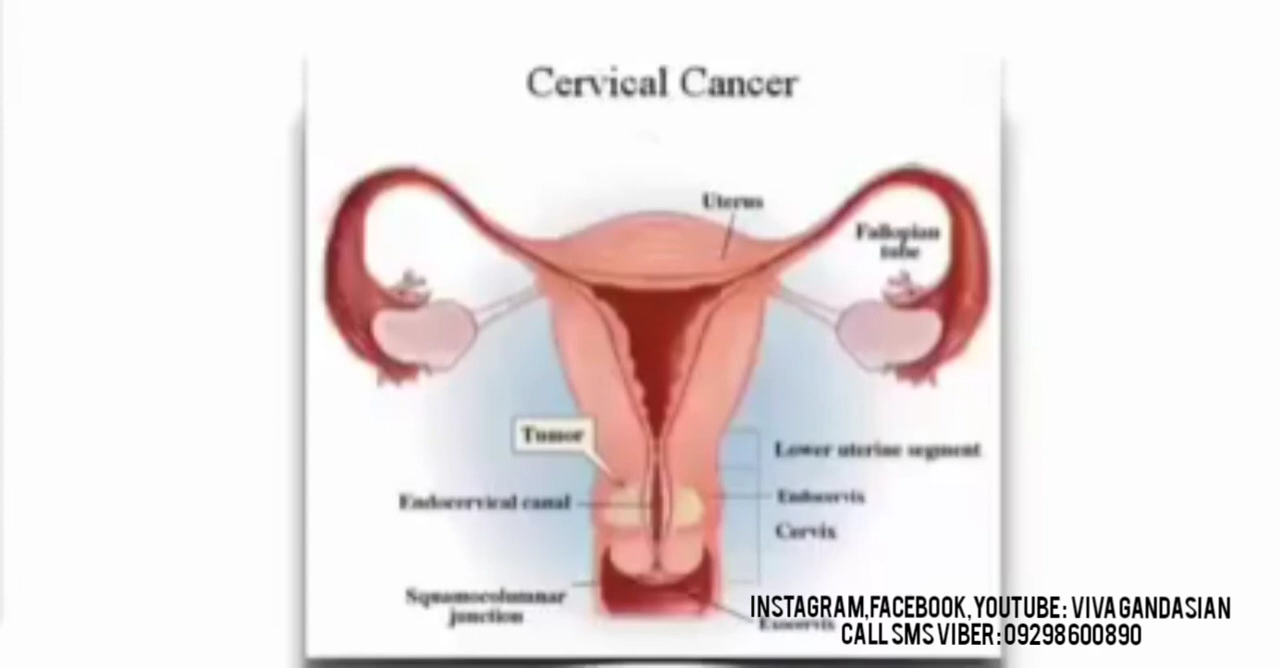 Cervical Cancer
Uterus
Fallopian
tube
Tumor
Lower uterine segment
Endocervical canal
Endocervix
Cervix
Squamocolumnar
junction
Exocervix
INSTAGRAM,FACEBOOK, YOUTUBE: VIVA GANDASIAN
CALL SMS VIBER: 09298600890